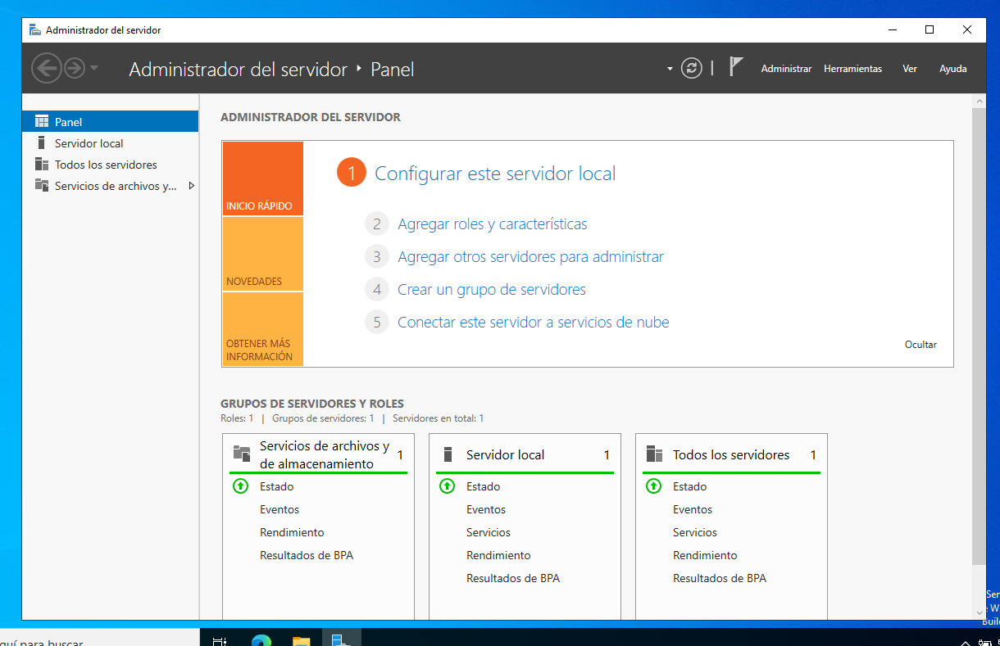 Administrador del servidor
Administrador del servidor Panel
Administrar Herramientas Ver Ayuda
Panel
Servidor local
Todos los servidores
Servicios de archivos y...
ADMINISTRADOR DEL SERVIDOR
INICIO RÁPIDO
NOVEDADES
OBTENER MÁS
INFORMACIÓN
1 Configurar este servidor local
2 Agregar roles y características
3 Agregar otros servidores para administrar
4 Crear un grupo de servidores
5 Conectar este servidor a servicios de nube
Ocultar
GRUPOS DE SERVIDORES Y ROLES
Roles: 1 | Grupos de servidores: 1 | Servidores en total: 1
Servicios de archivos y
de almacenamiento 1
Estado
Eventos
Rendimiento
Resultados de BPA
Servidor local 1
Estado
Eventos
Servicios
Rendimiento
Resultados de BPA
Todos los servidores 1
Estado
Eventos
Servicios
Rendimiento
Resultados de BPA
para buscar